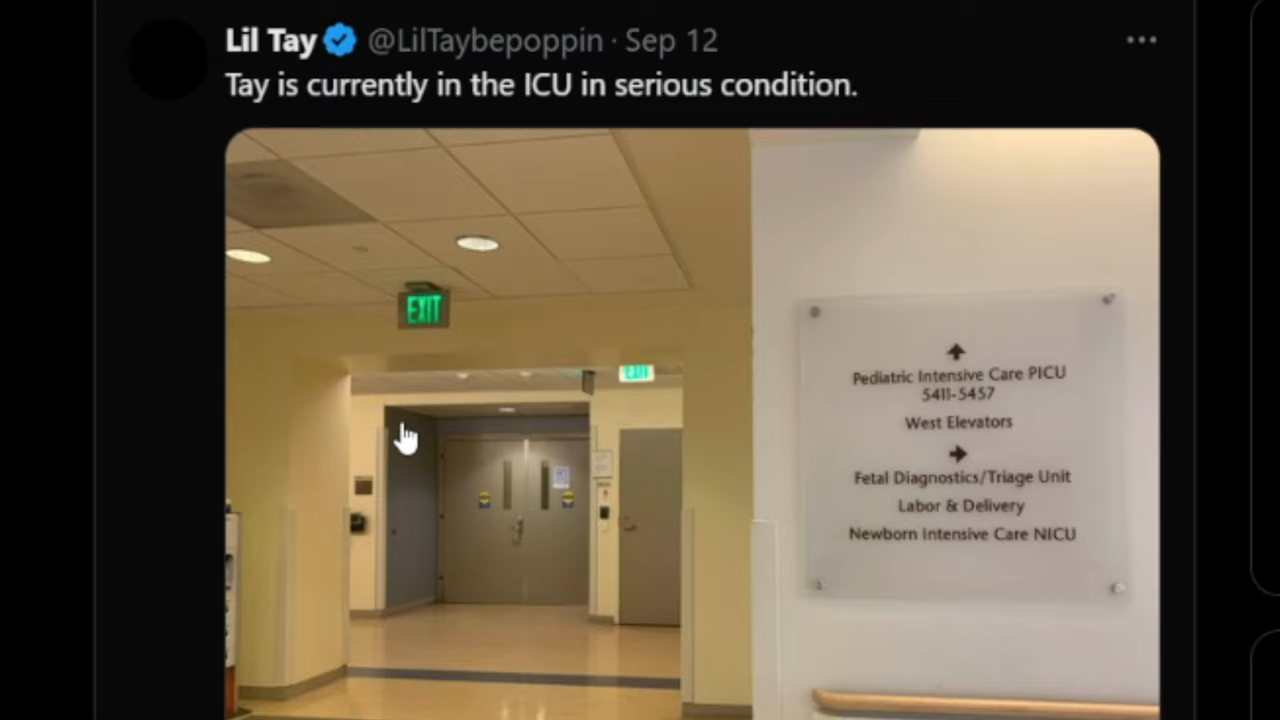 Lil Tay @LilTaybepoppin · Sep 12
Tay is currently in the ICU in serious condition.
EXIT
EXIT
Pediatric Intensive Care PICU
5411-5457
West Elevators
Fetal Diagnostics/Triage Unit
Labor & Delivery
Newborn Intensive Care NICU